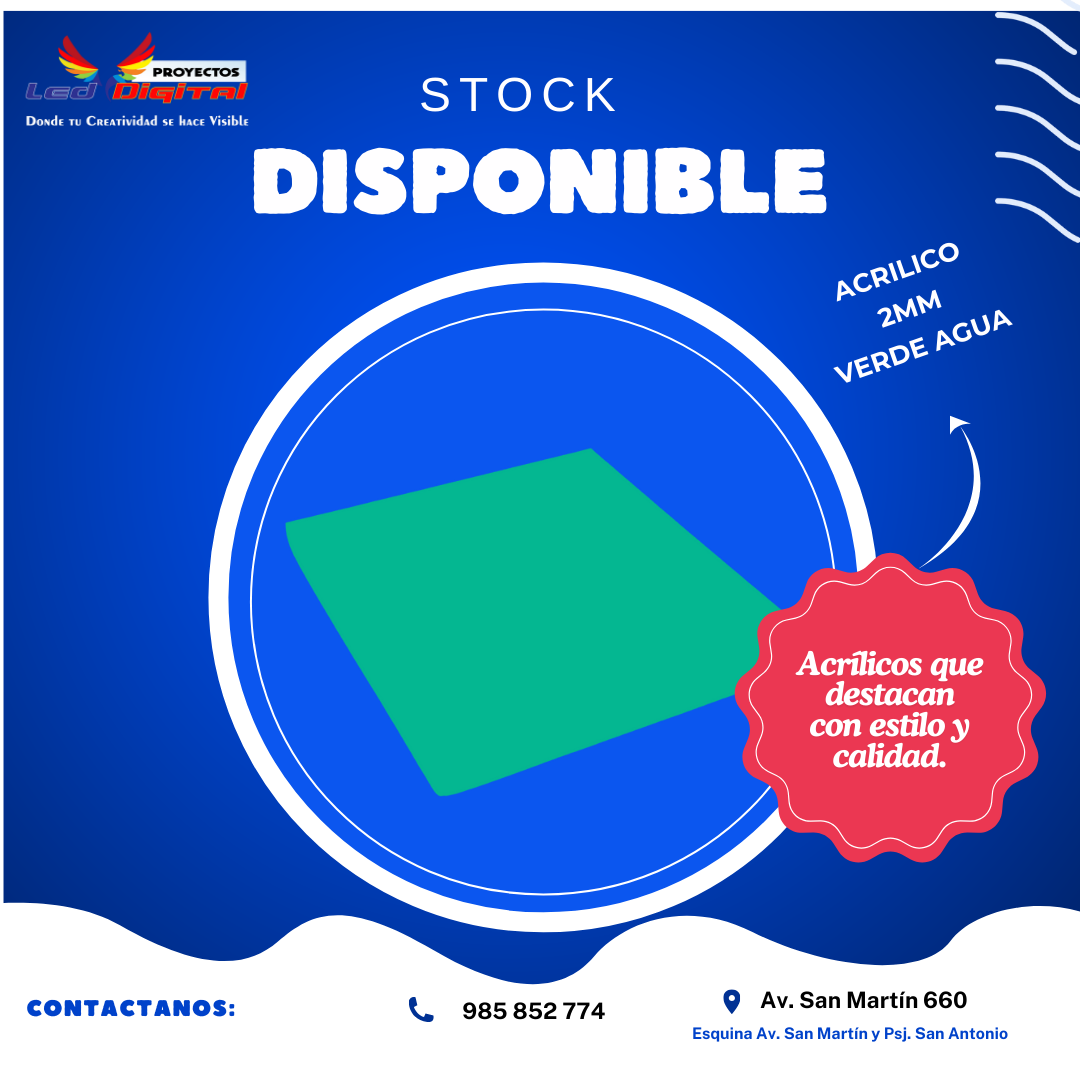 PROYECTOS
Led Digital
Donde tu Creatividad se hace Visible
STOCK
DISPONIBLE
ACRILICO
2MM
VERDE AGUA
Acrílicos que
destacan
con estilo y
calidad.
CONTACTANOS:
985 852 774
Av. San Martín 660
Esquina Av. San Martín y Psj. San Antonio